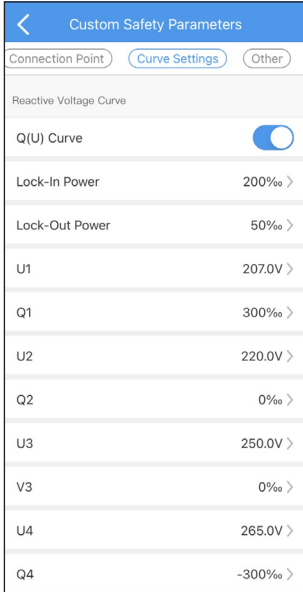 Custom Safety Parameters
Connection Point Curve Settings Other
Reactive Voltage Curve
Q(U) Curve
Lock-In Power 200‰
Lock-Out Power 50‰
U1 207.0V
Q1 300‰
U2 220.0V
Q2 0‰
U3 250.0V
V3 0‰
U4 265.0V
Q4 -300‰